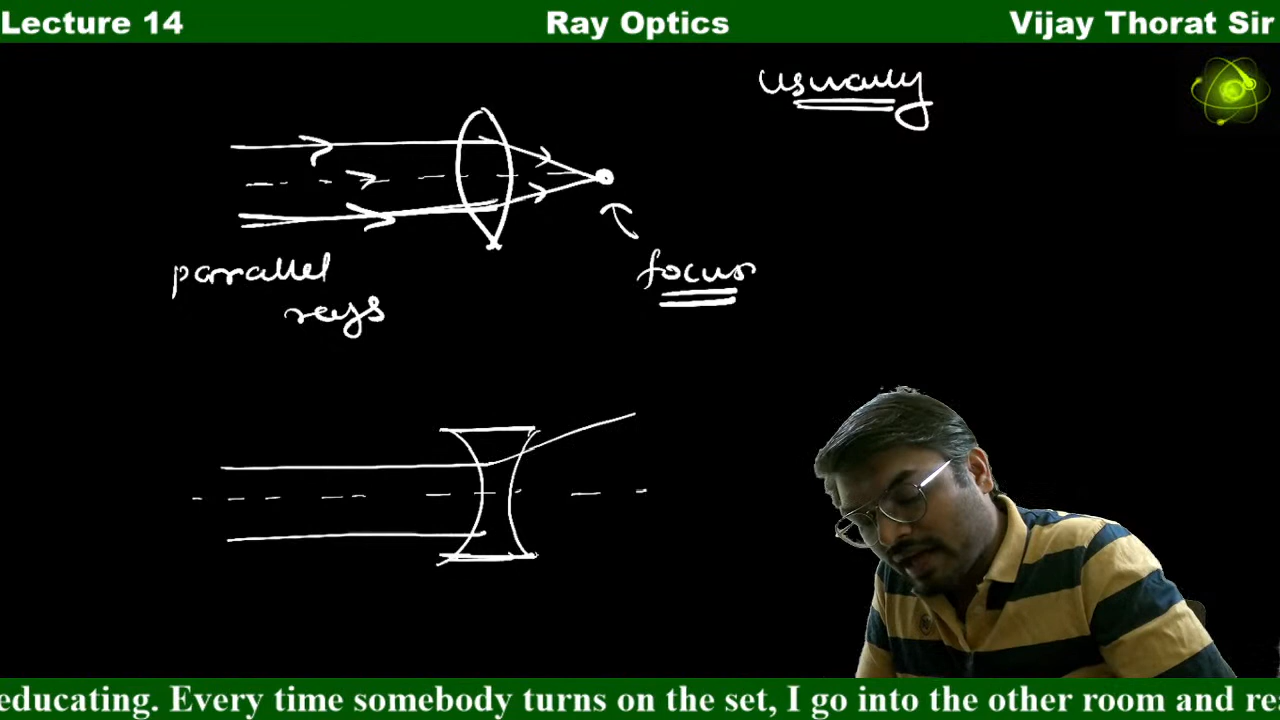 Lecture 14 Ray Optics Vijay Thorat Sir
usually
focus
parallel
rays
educating. Every time somebody turns on the set, I go into the other room and rea